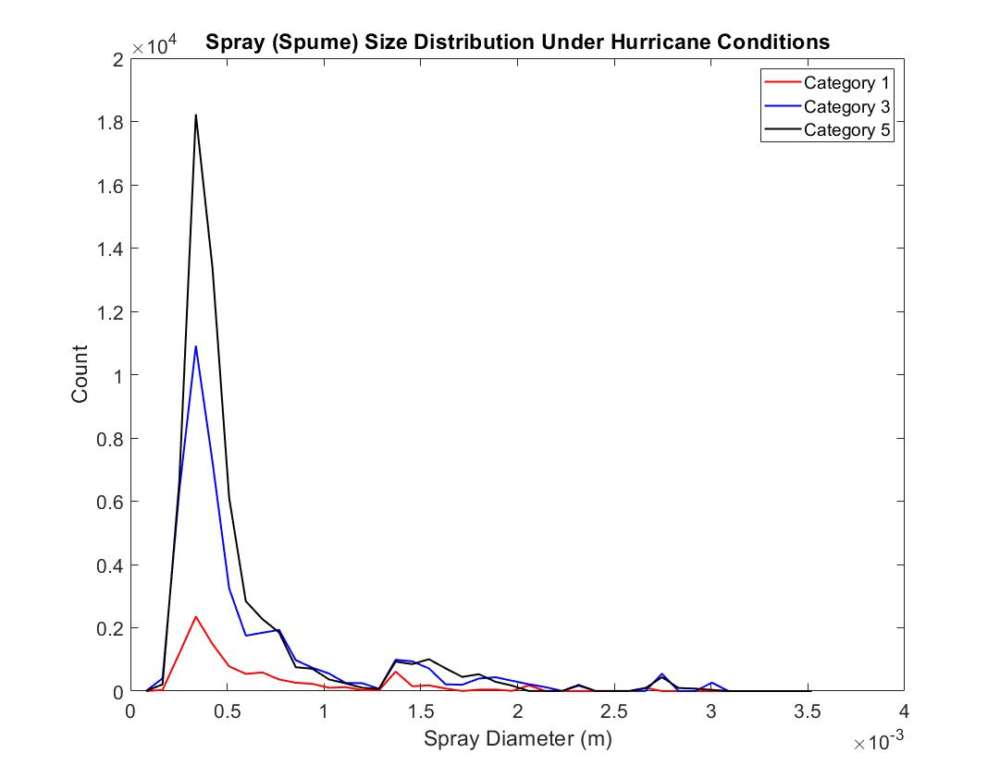 ×10⁴
Spray (Spume) Size Distribution Under Hurricane Conditions
2
1.8
1.6
1.4
1.2
1
0.8
0.6
0.4
0.2
0
Count
Category 1
Category 3
Category 5
0 0.5 1 1.5 2 2.5 3 3.5 4
Spray Diameter (m)
×10⁻³